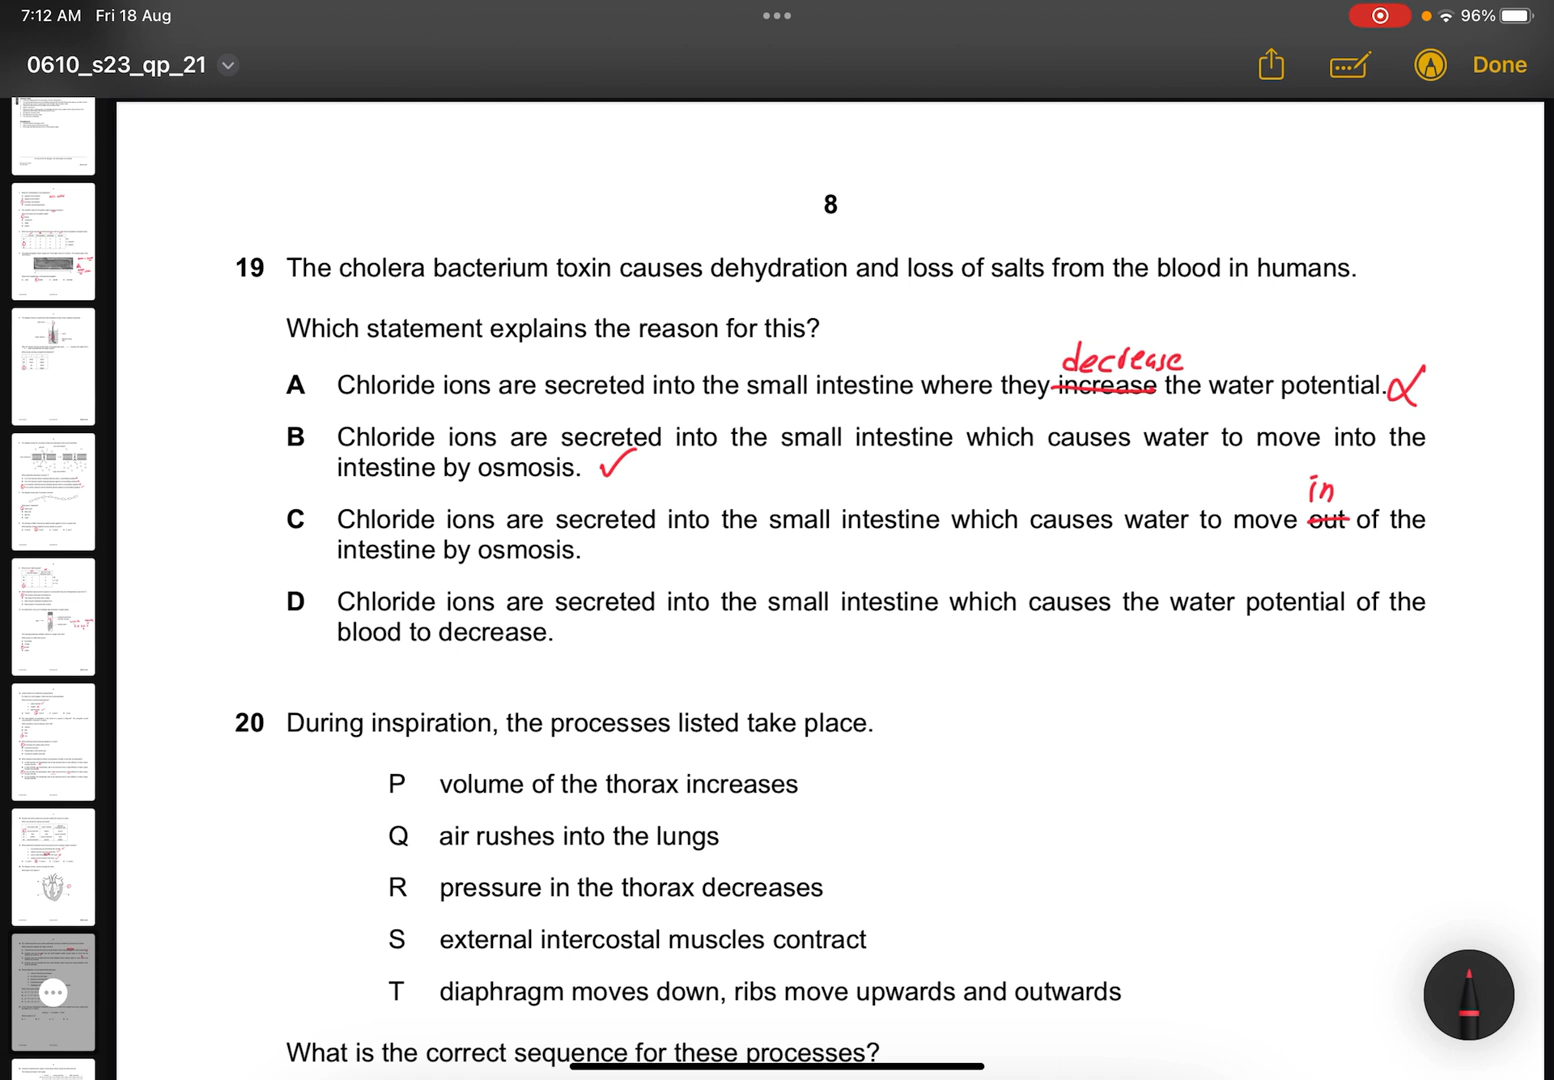 7:12 AM Fri 18 Aug
96%
0610_s23_qp_21
Done
8
19 The cholera bacterium toxin causes dehydration and loss of salts from the blood in humans.
Which statement explains the reason for this?
decrease
A Chloride ions are secreted into the small intestine where they increase the water potential.
B Chloride ions are secreted into the small intestine which causes water to move into the
intestine by osmosis.
in
C Chloride ions are secreted into the small intestine which causes water to move out of the
intestine by osmosis.
D Chloride ions are secreted into the small intestine which causes the water potential of the
blood to decrease.
20 During inspiration, the processes listed take place.
P volume of the thorax increases
Q air rushes into the lungs
R pressure in the thorax decreases
S external intercostal muscles contract
T diaphragm moves down, ribs move upwards and outwards
What is the correct sequence for these processes?